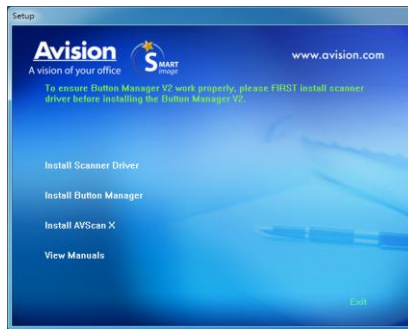 Setup
Avision
A vision of your office
SMART
image
www.avision.com
To ensure Button Manager V2 work properly, please FIRST install scanner
driver before installing the Button Manager V2.
Install Scanner Driver
Install Button Manager
Install AVScan X
View Manuals
Exit